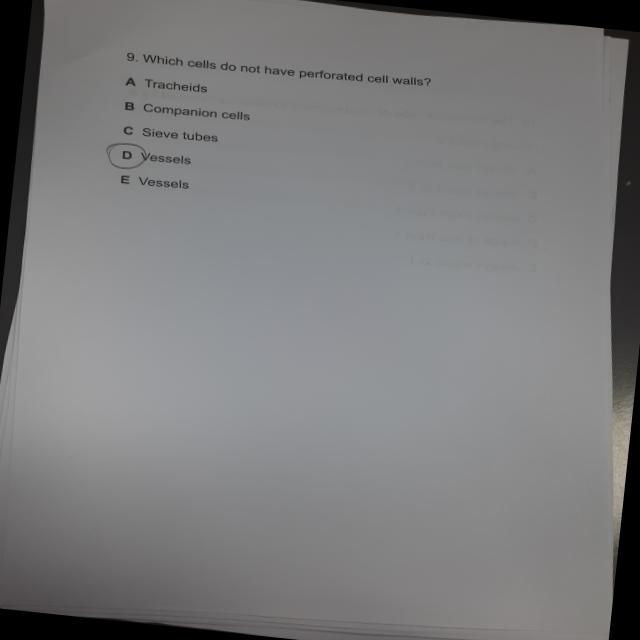 9. Which cells do not have perforated cell walls?
A Tracheids
B Companion cells
C Sieve tubes
D Vessels
E Vessels